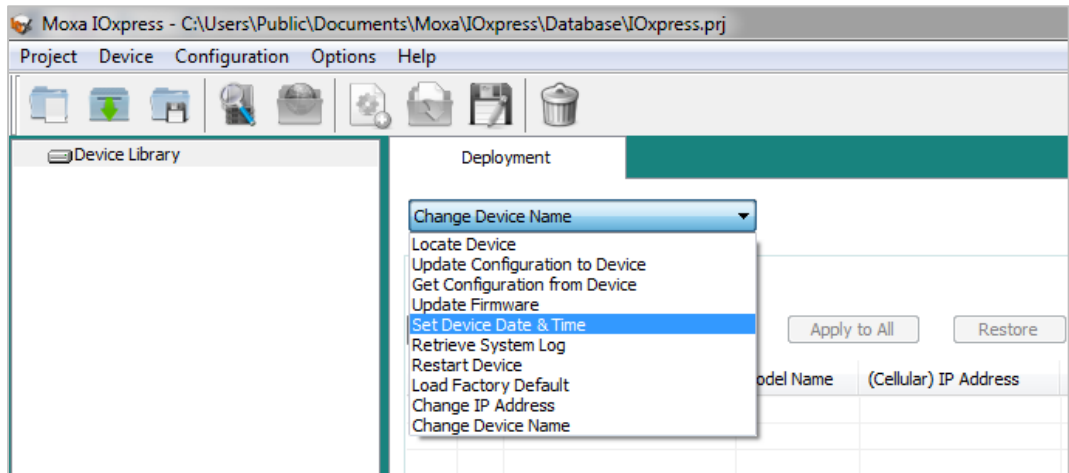 Moxa IOxpress - C:\Users\Public\Documents\Moxa\IOxpress\Database\IOxpress.prj
Project Device Configuration Options Help
Device Library
Deployment
Change Device Name
Locate Device
Update Configuration to Device
Get Configuration from Device
Update Firmware
Set Device Date & Time
Apply to All Restore
Retrieve System Log
Restart Device
Load Factory Default
odel Name (Cellular) IP Address
Change IP Address
Change Device Name